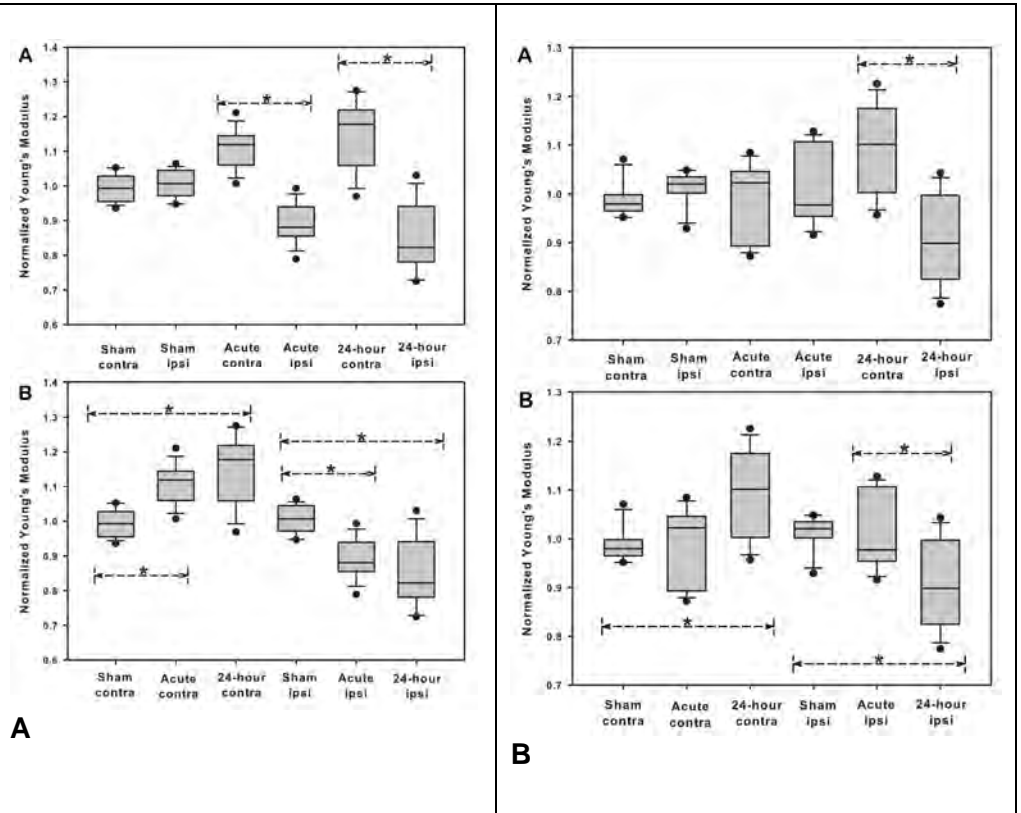 A
Normalized Young's Modulus
1.4
1.3
1.2
1.1
1.0
0.9
0.8
0.7
0.6
*
*
Sham contra
Sham ipsi
Acute contra
Acute ipsi
24-hour contra
24-hour ipsi
B
Normalized Young's Modulus
1.4
1.3
1.2
1.1
1.0
0.9
0.8
0.7
0.6
*
*
*
*
Sham contra
Acute contra
24-hour contra
Sham ipsi
Acute ipsi
24-hour ipsi
A
A
Normalized Young's Modulus
1.3
1.2
1.1
1.0
0.9
0.8
0.7
*
Sham contra
Sham ipsi
Acute contra
Acute ipsi
24-hour contra
24-hour ipsi
B
Normalized Young's Modulus
1.3
1.2
1.1
1.0
0.9
0.8
0.7
*
*
*
Sham contra
Acute contra
24-hour contra
Sham ipsi
Acute ipsi
24-hour ipsi
B